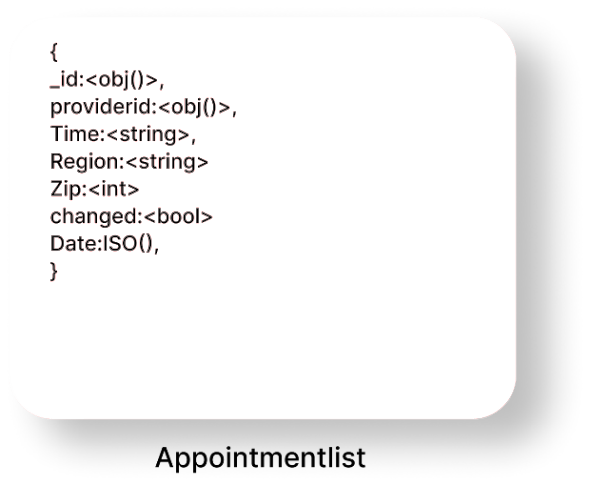 {
_id:<obj()>,
providerid:<obj()>,
Time:<string>,
Region:<string>
Zip:<int>
changed:<bool>
Date:ISO(),
}
Appointmentlist